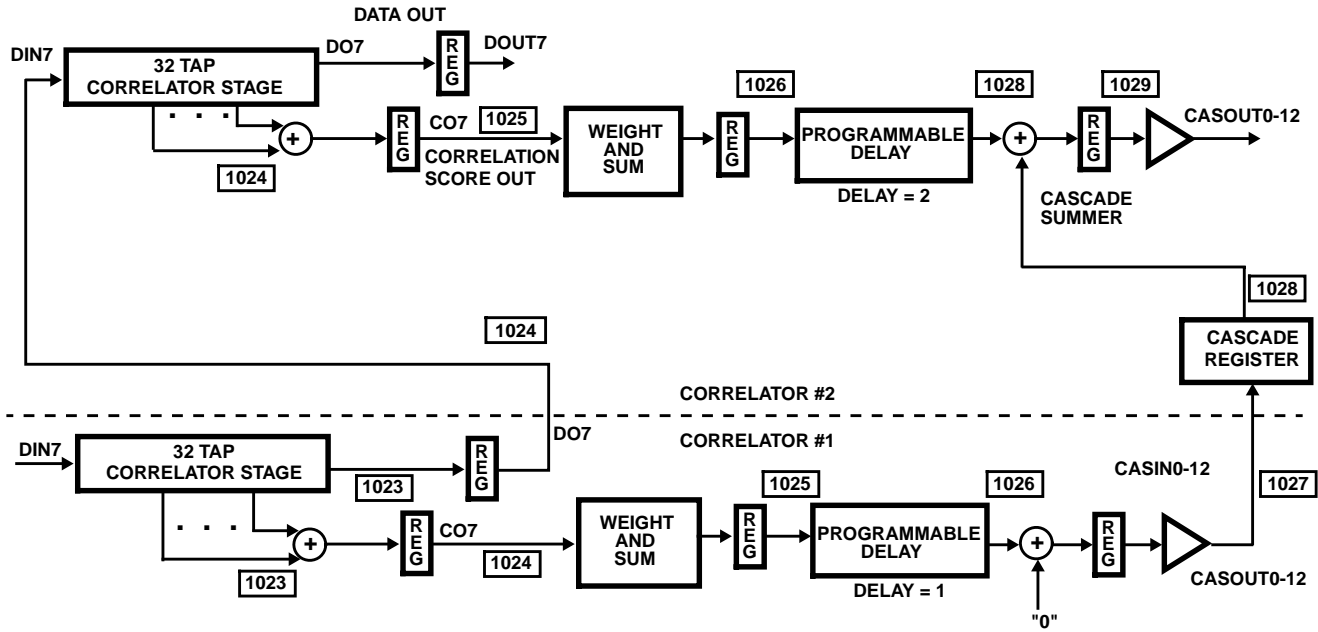 DATA OUT
DIN7
DO7
DOUT7
REG
32 TAP
CORRELATOR STAGE
. . .
+
1024
REG
CO7
1025
CORRELATION
SCORE OUT
WEIGHT
AND
SUM
1026
REG
PROGRAMMABLE
DELAY
DELAY = 2
1028
+
CASCADE
SUMMER
1029
REG
CASOUT0-12
1028
CASCADE
REGISTER
1024
CORRELATOR #2
CORRELATOR #1
DO7
DIN7
32 TAP
CORRELATOR STAGE
1023
REG
. . .
+
1023
REG
CO7
1024
WEIGHT
AND
SUM
1025
REG
PROGRAMMABLE
DELAY
DELAY = 1
1026
+
"0"
REG
CASIN0-12
1027
CASOUT0-12